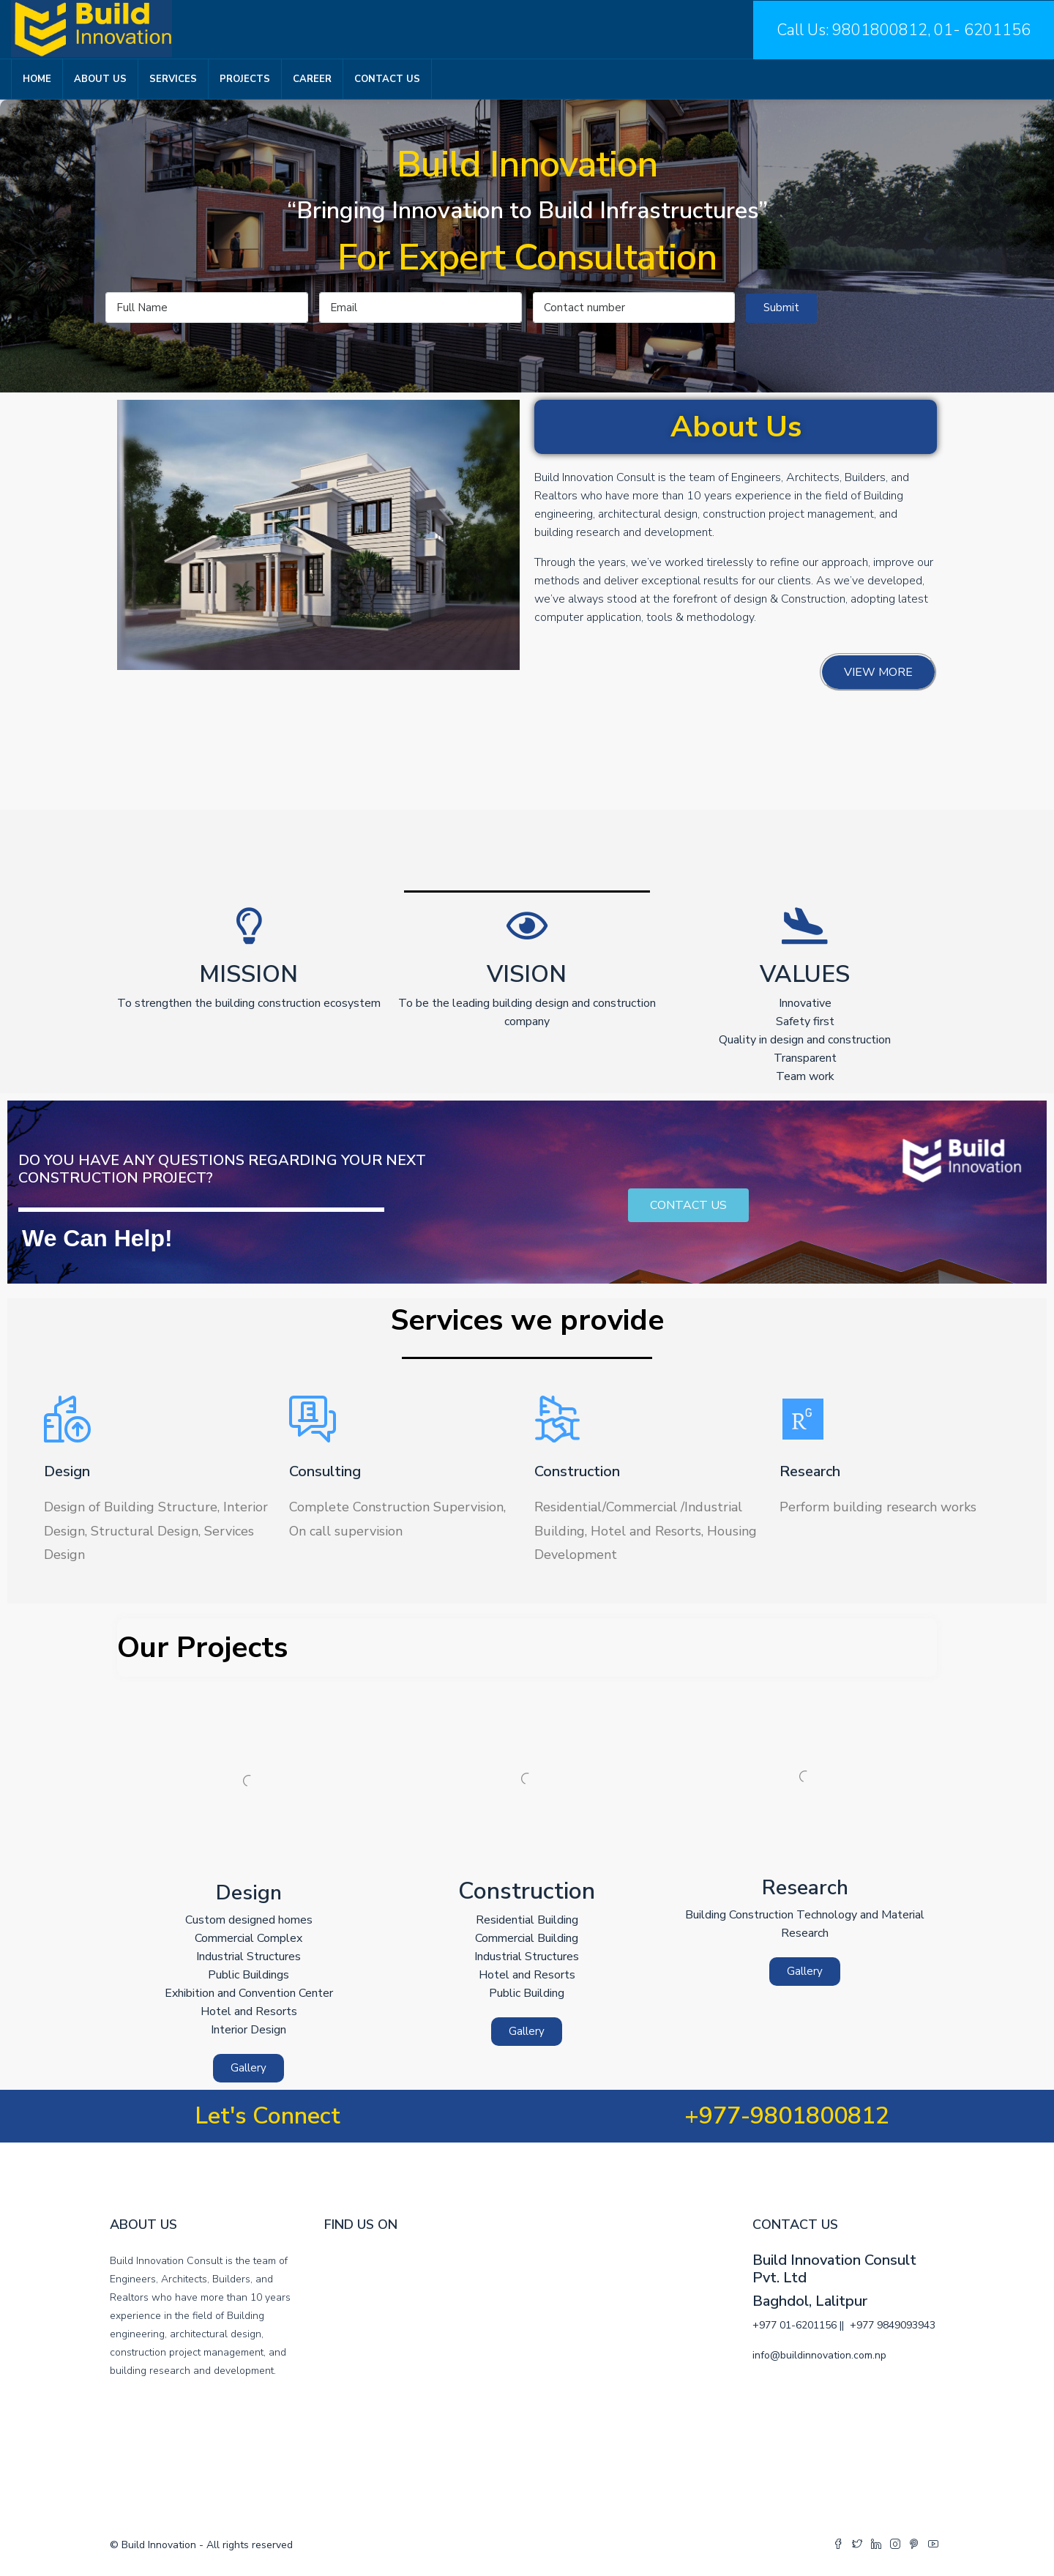 Build
Innovation
Call Us: 9801800812, 01- 6201156
HOME
ABOUT US
SERVICES
PROJECTS
CAREER
CONTACT US
Build Innovation
“Bringing Innovation to Build Infrastructures”
For Expert Consultation
Full Name
Email
Contact number
Submit
About Us
Build Innovation Consult is the team of Engineers, Architects, Builders, and
Realtors who have more than 10 years experience in the field of Building
engineering, architectural design, construction project management, and
building research and development.
Through the years, we’ve worked tirelessly to refine our approach, improve our
methods and deliver exceptional results for our clients. As we’ve developed,
we’ve always stood at the forefront of design & Construction, adopting latest
computer application, tools & methodology.
VIEW MORE
MISSION
To strengthen the building construction ecosystem
VISION
To be the leading building design and construction
company
VALUES
Innovative
Safety first
Quality in design and construction
Transparent
Team work
DO YOU HAVE ANY QUESTIONS REGARDING YOUR NEXT
CONSTRUCTION PROJECT?
We Can Help!
CONTACT US
Build
Innovation
Services we provide
Design
Design of Building Structure, Interior
Design, Structural Design, Services
Design
Consulting
Complete Construction Supervision,
On call supervision
Construction
Residential/Commercial /Industrial
Building, Hotel and Resorts, Housing
Development
RG
Research
Perform building research works
Our Projects
Design
Custom designed homes
Commercial Complex
Industrial Structures
Public Buildings
Exhibition and Convention Center
Hotel and Resorts
Interior Design
Gallery
Construction
Residential Building
Commercial Building
Industrial Structures
Hotel and Resorts
Public Building
Gallery
Research
Building Construction Technology and Material
Research
Gallery
Let's Connect
+977-9801800812
ABOUT US
Build Innovation Consult is the team of
Engineers, Architects, Builders, and
Realtors who have more than 10 years
experience in the field of Building
engineering, architectural design,
construction project management, and
building research and development.
FIND US ON
CONTACT US
Build Innovation Consult
Pvt. Ltd
Baghdol, Lalitpur
+977 01-6201156 || +977 9849093943
info@buildinnovation.com.np
© Build Innovation - All rights reserved